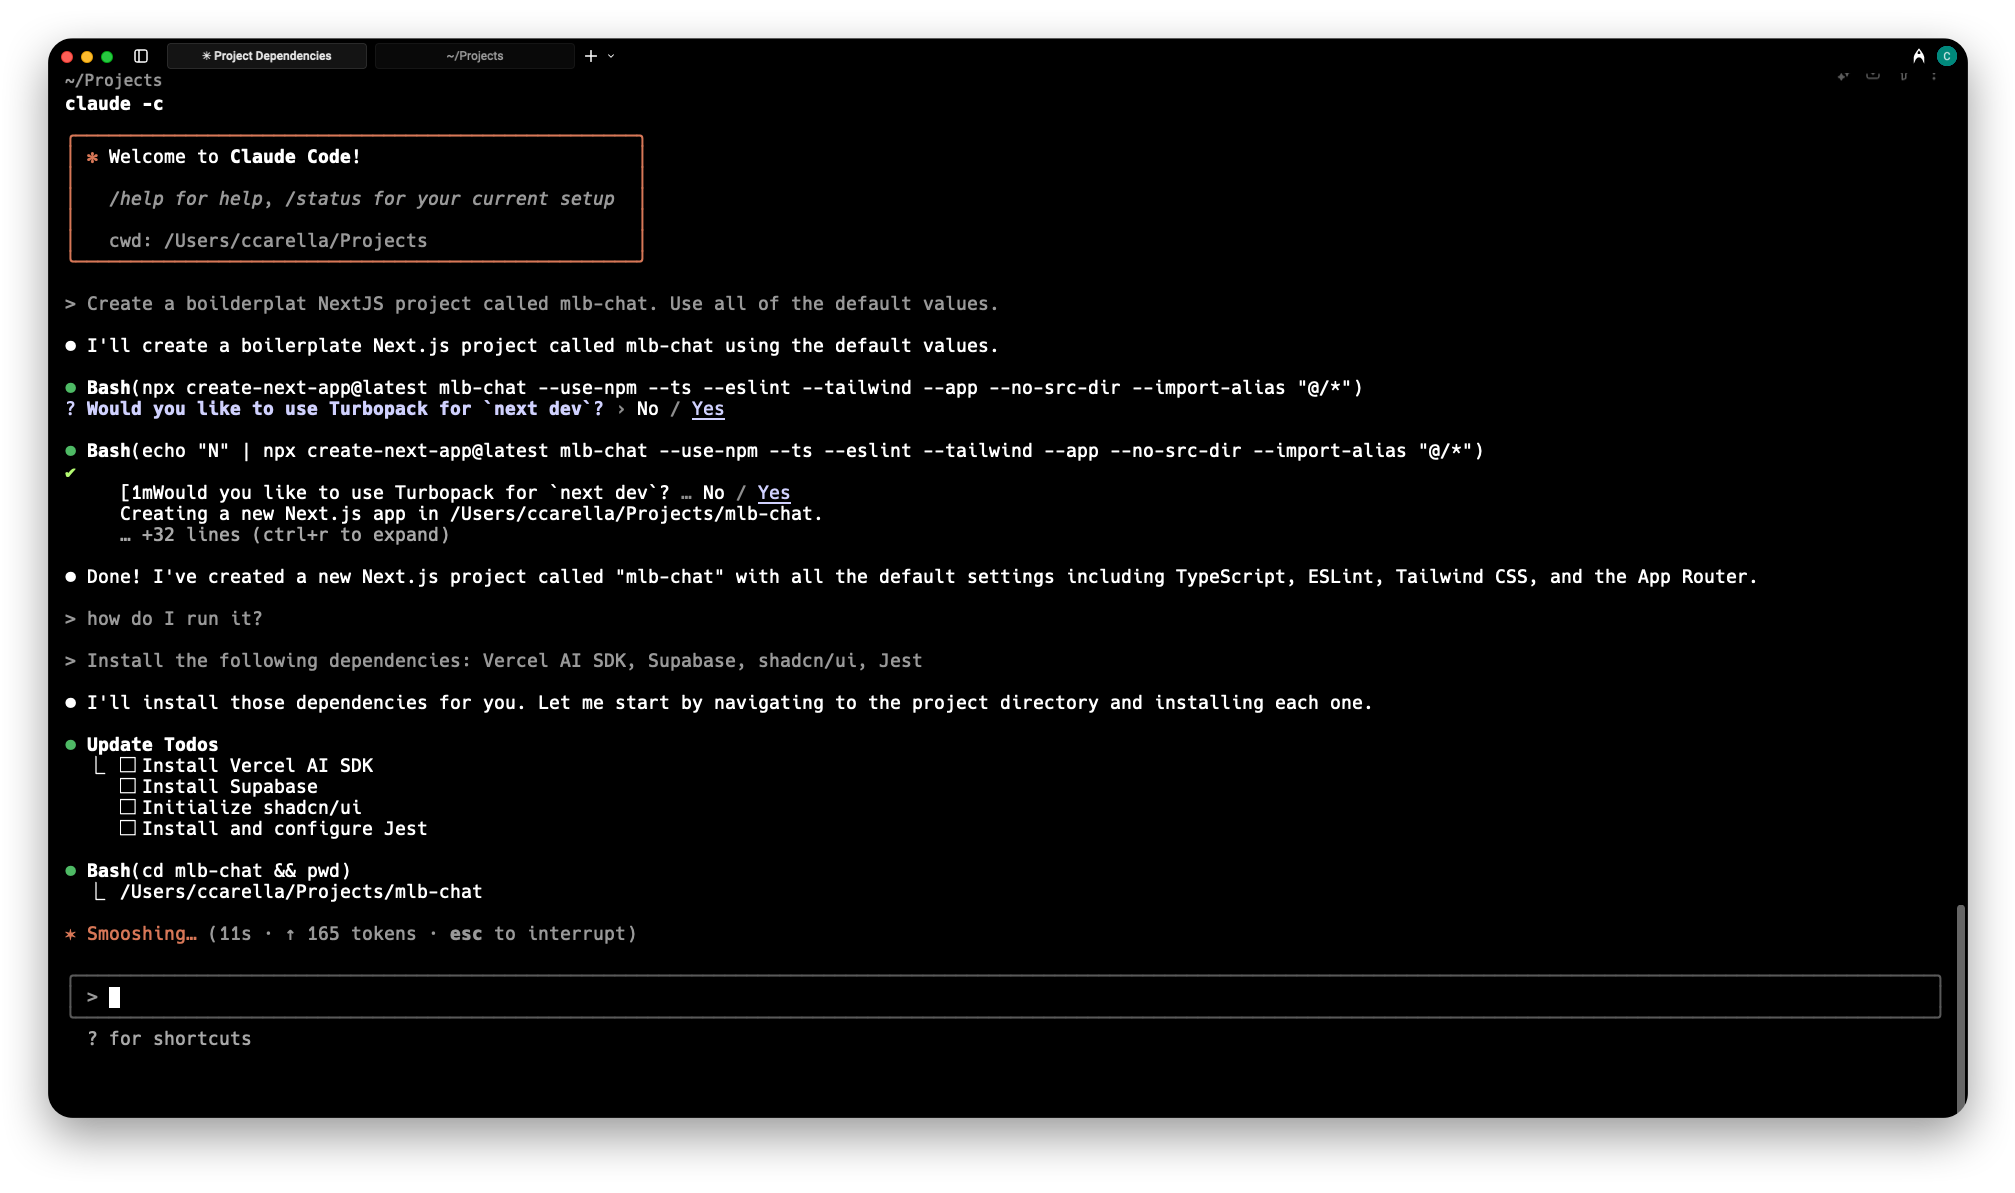 ✳ Project Dependencies
~/Projects
C
~/Projects
claude -c
✻ Welcome to Claude Code!
/help for help, /status for your current setup
cwd: /Users/ccarella/Projects
> Create a boilderplat NextJS project called mlb-chat. Use all of the default values.
● I'll create a boilerplate Next.js project called mlb-chat using the default values.
● Bash(npx create-next-app@latest mlb-chat --use-npm --ts --eslint --tailwind --app --no-src-dir --import-alias "@/*")
? Would you like to use Turbopack for `next dev`? › No / Yes
● Bash(echo "N" | npx create-next-app@latest mlb-chat --use-npm --ts --eslint --tailwind --app --no-src-dir --import-alias "@/*")
✔
[1mWould you like to use Turbopack for `next dev`? … No / Yes
Creating a new Next.js app in /Users/ccarella/Projects/mlb-chat.
… +32 lines (ctrl+r to expand)
● Done! I've created a new Next.js project called "mlb-chat" with all the default settings including TypeScript, ESLint, Tailwind CSS, and the App Router.
> how do I run it?
> Install the following dependencies: Vercel AI SDK, Supabase, shadcn/ui, Jest
● I'll install those dependencies for you. Let me start by navigating to the project directory and installing each one.
● Update Todos
⎿ ☐ Install Vercel AI SDK
☐ Install Supabase
☐ Initialize shadcn/ui
☐ Install and configure Jest
● Bash(cd mlb-chat && pwd)
⎿ /Users/ccarella/Projects/mlb-chat
✶ Smooshing… (11s · ↑ 165 tokens · esc to interrupt)
>
? for shortcuts